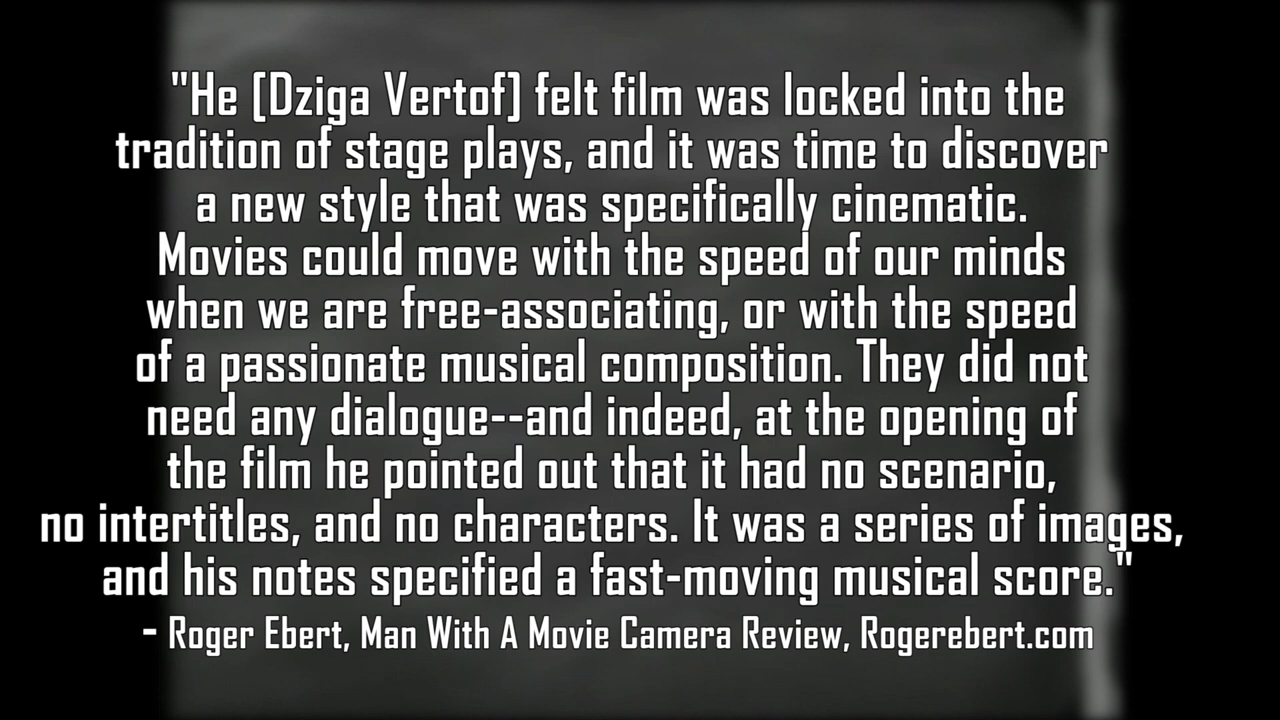 "He [Dziga Vertof] felt film was locked into the
tradition of stage plays, and it was time to discover
a new style that was specifically cinematic.
Movies could move with the speed of our minds
when we are free-associating, or with the speed
of a passionate musical composition. They did not
need any dialogue--and indeed, at the opening of
the film he pointed out that it had no scenario,
no intertitles, and no characters. It was a series of images,
and his notes specified a fast-moving musical score."
- Roger Ebert, Man With A Movie Camera Review, Rogerebert.com